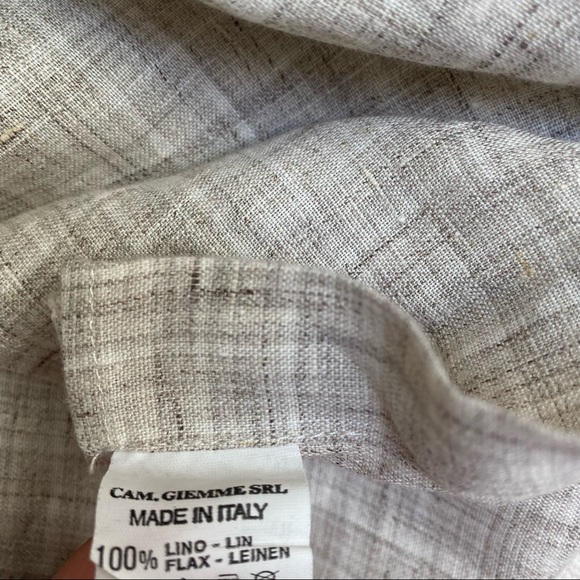 CAM. GIEMME SRL
MADE IN ITALY
100% LINO - LIN
FLAX - LEINEN